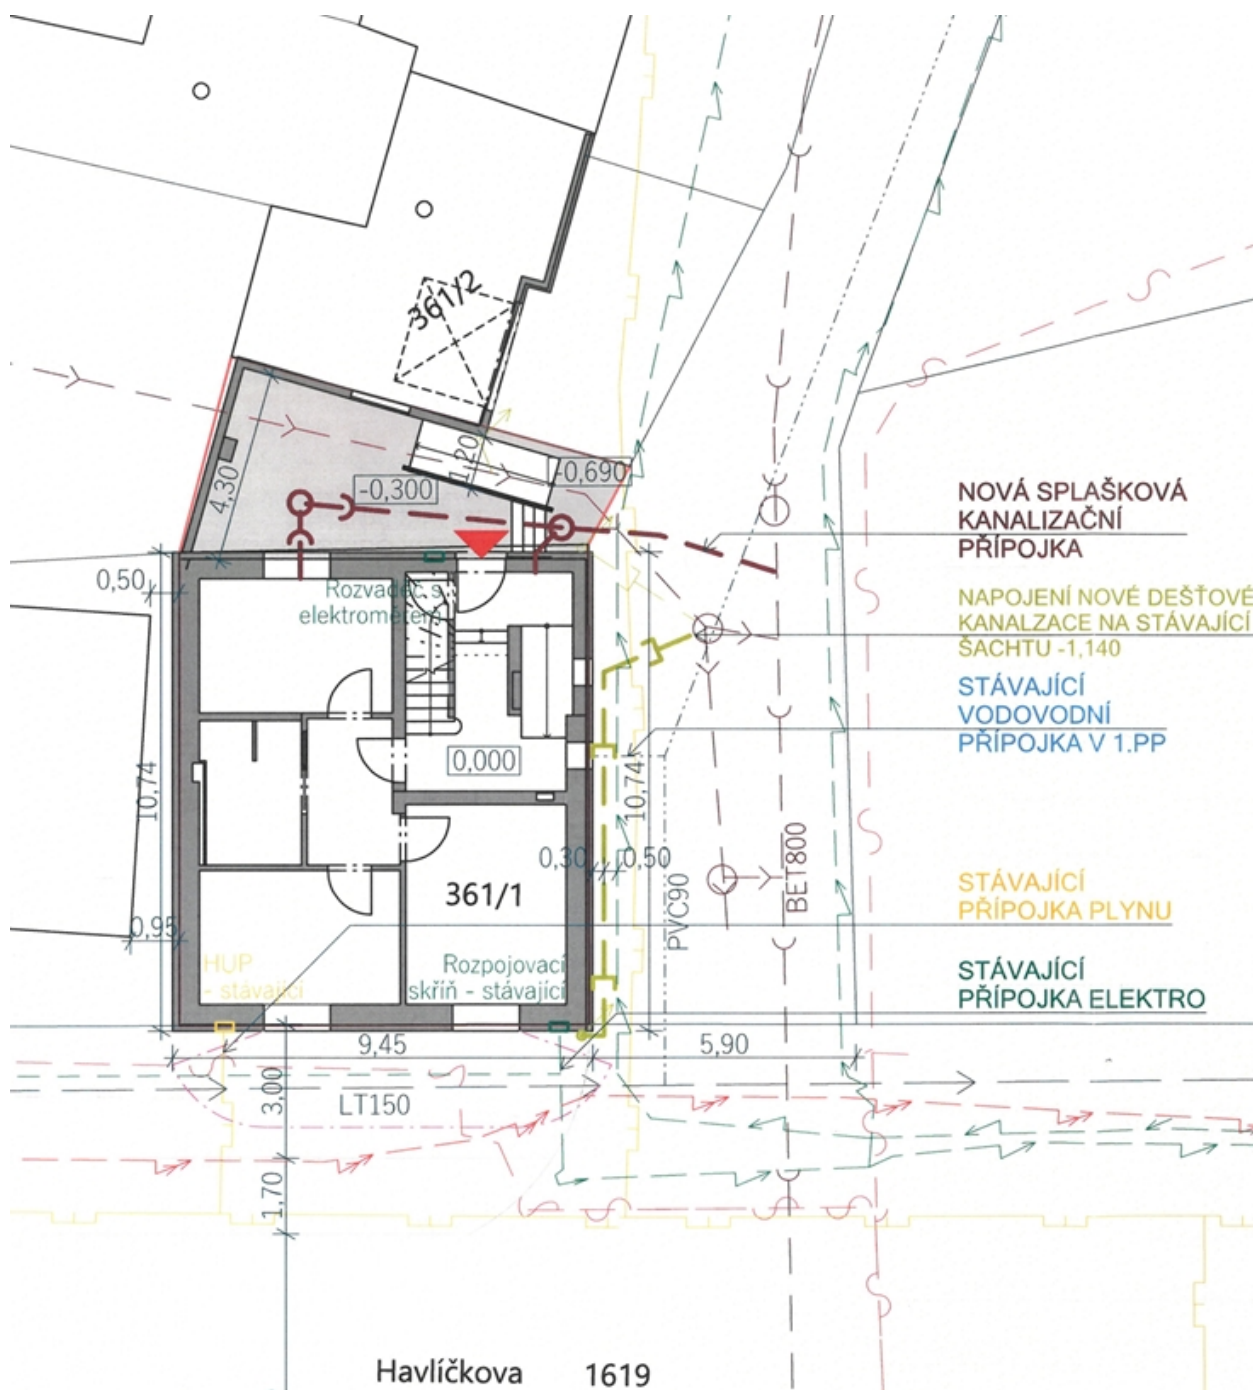 361/2
1,20
-0,690
4,30
-0,300
NOVÁ SPLAŠKOVÁ
KANALIZAČNÍ
PŘÍPOJKA
0,50
Rozvaděč s
elektroměrem
NAPOJENÍ NOVÉ DEŠŤOVÉ
KANALZACE NA STÁVAJÍCÍ
ŠACHTU -1,140
STÁVAJÍCÍ
VODOVODNÍ
PŘÍPOJKA V 1.PP
0,000
10,74
10,74
BET800
0,30
0,50
361/1
PVC90
STÁVAJÍCÍ
PŘÍPOJKA PLYNU
0,95
HUP
- stávající
Rozpojovací
skříň - stávající
STÁVAJÍCÍ
PŘÍPOJKA ELEKTRO
9,45
5,90
3,00
LT150
1,70
Havlíčkova 1619